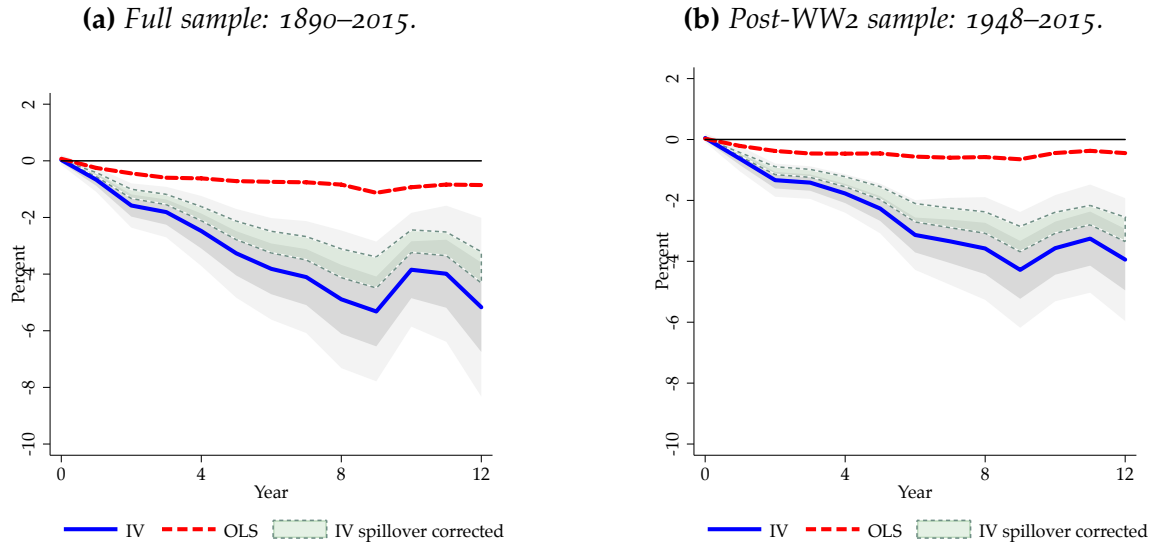 (a) Full sample: 1890–2015.
2
0
-2
-4
-6
-8
-10
Percent
0 4 8 12
Year
IV OLS IV spillover corrected
(b) Post-WW2 sample: 1948–2015.
2
0
-2
-4
-6
-8
-10
Percent
0 4 8 12
Year
IV OLS IV spillover corrected